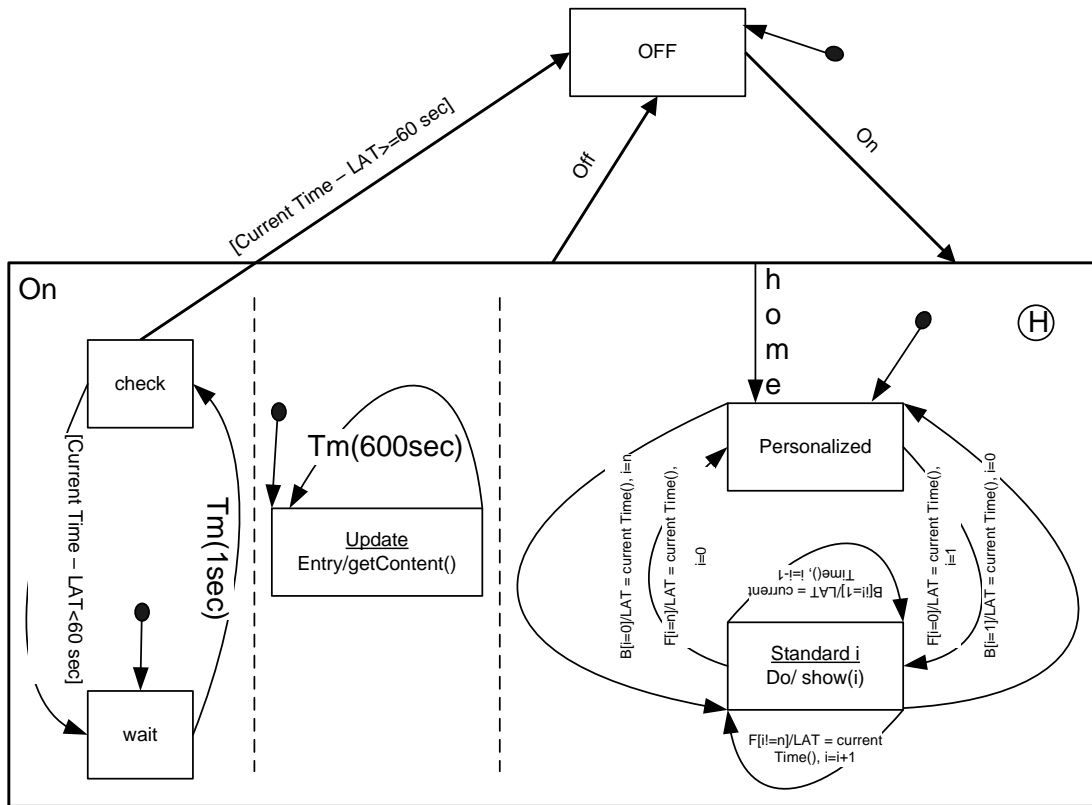 OFF
[Current Time – LAT>=60 sec]
Off
On
On
home
H
check
[Current Time – LAT<60 sec]
Tm(1sec)
wait
Tm(600sec)
Update
Entry/getContent()
Personalized
B[i=0]/LAT = current Time(), i=n
F[i=n]/LAT = current Time(),
i=0
F[i=0]/LAT = current Time(),
i=1
B[i=1]/LAT = current Time(), i=0
B[i!=1]/LAT = current
Time(), i=i-1
Standard i
Do/ show(i)
F[i!=n]/LAT = current
Time(), i=i+1